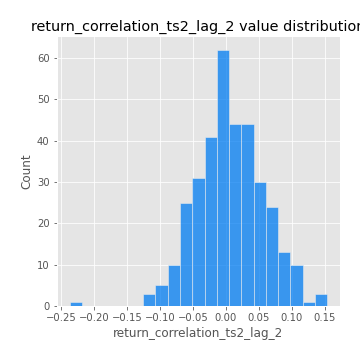 return_correlation_ts2_lag_2 value distribution
60
50
40
30
20
10
0
Count
−0.25 −0.20 −0.15 −0.10 −0.05 0.00 0.05 0.10 0.15
return_correlation_ts2_lag_2